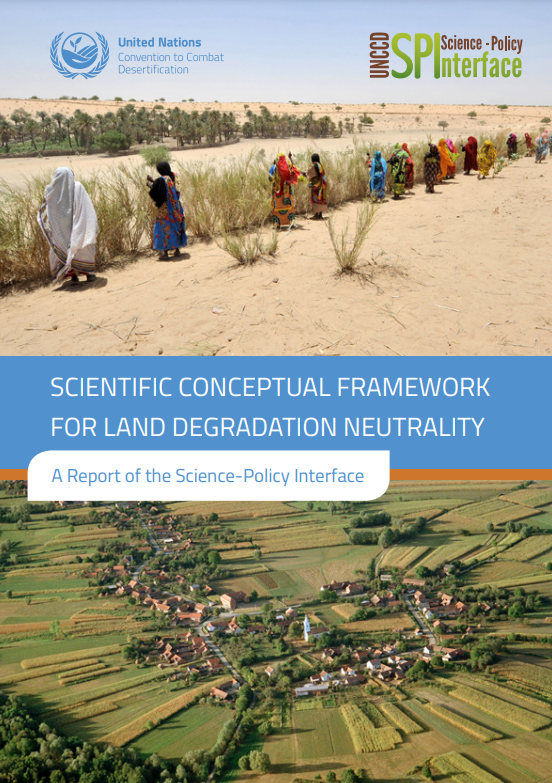 United Nations
Convention to Combat
Desertification
UNCCD
SPI
Science - Policy
Interface
SCIENTIFIC CONCEPTUAL FRAMEWORK
FOR LAND DEGRADATION NEUTRALITY
A Report of the Science-Policy Interface